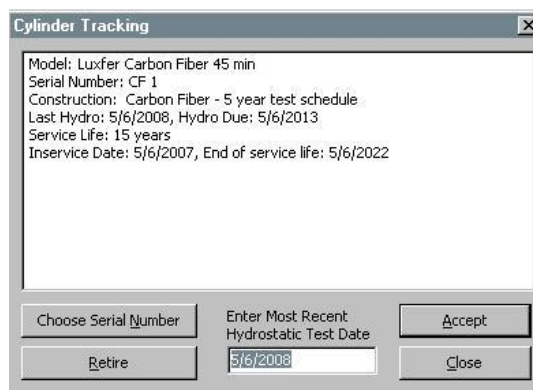 Cylinder Tracking
Model: Luxfer Carbon Fiber 45 min
Serial Number: CF 1
Construction:  Carbon Fiber - 5 year test schedule
Last Hydro: 5/6/2008, Hydro Due: 5/6/2013
Service Life: 15 years
Inservice Date: 5/6/2007, End of service life: 5/6/2022
Choose Serial Number
Enter Most Recent
Hydrostatic Test Date
Accept
Retire
5/6/2008
Close